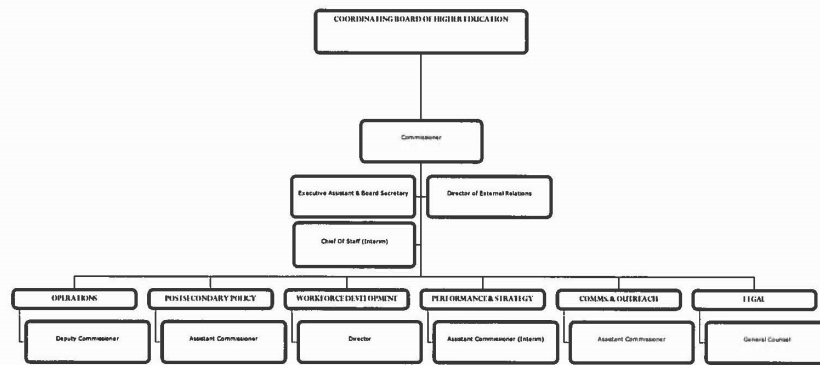 COORDINATING BOARD OF HIGHER EDUCATION
Commissioner
Executive Assistant & Board Secretary
Director of External Relations
Chief Of Staff (Interim)
OPERATIONS
POSTSECONDARY POLICY
WORKFORCE DEVELOPMENT
PERFORMANCE & STRATEGY
COMMS. & OUTREACH
LEGAL
Deputy Commissioner
Assistant Commissioner
Director
Assistant Commissioner (Interim)
Assistant Commissioner
General Counsel